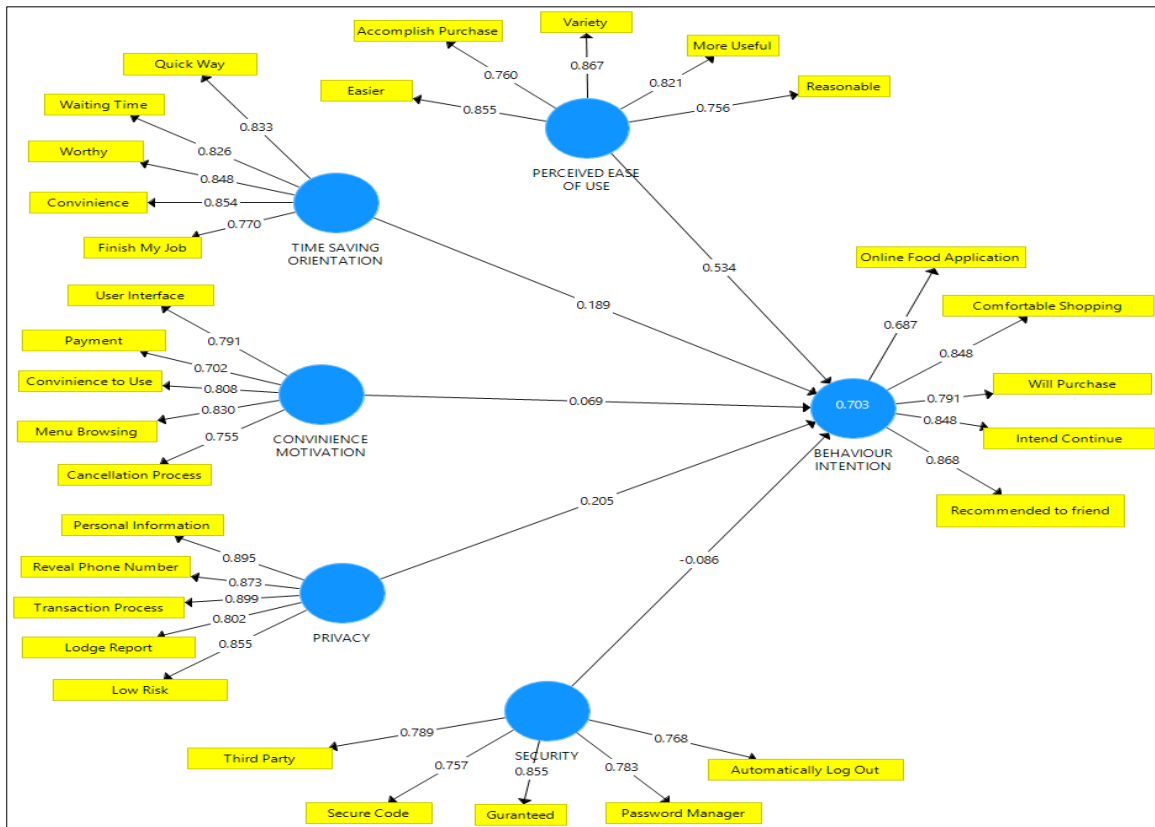 Variety
Accomplish Purchase
More Useful
Quick Way
0.867
0.760
0.821
Easier
0.855
0.756
Reasonable
Waiting Time
0.833
0.826
Worthy
0.848
PERCEIVED EASE
OF USE
Convinience
0.854
0.770
Finish My Job
TIME SAVING
ORIENTATION
0.534
Online Food Application
User Interface
0.189
Comfortable Shopping
0.687
Payment
0.791
0.848
0.702
Convinience to Use
0.808
0.069
0.703
0.791
Will Purchase
0.848
Menu Browsing
0.830
Intend Continue
0.755
CONVINIENCE
MOTIVATION
BEHAVIOUR
INTENTION
0.868
Cancellation Process
0.205
Recommended to friend
Personal Information
0.895
-0.086
Reveal Phone Number
0.873
Transaction Process
0.899
0.802
Lodge Report
0.855
PRIVACY
Low Risk
0.789
SECURITY
0.768
Third Party
0.757
0.855
0.783
Automatically Log Out
Secure Code
Guranteed
Password Manager